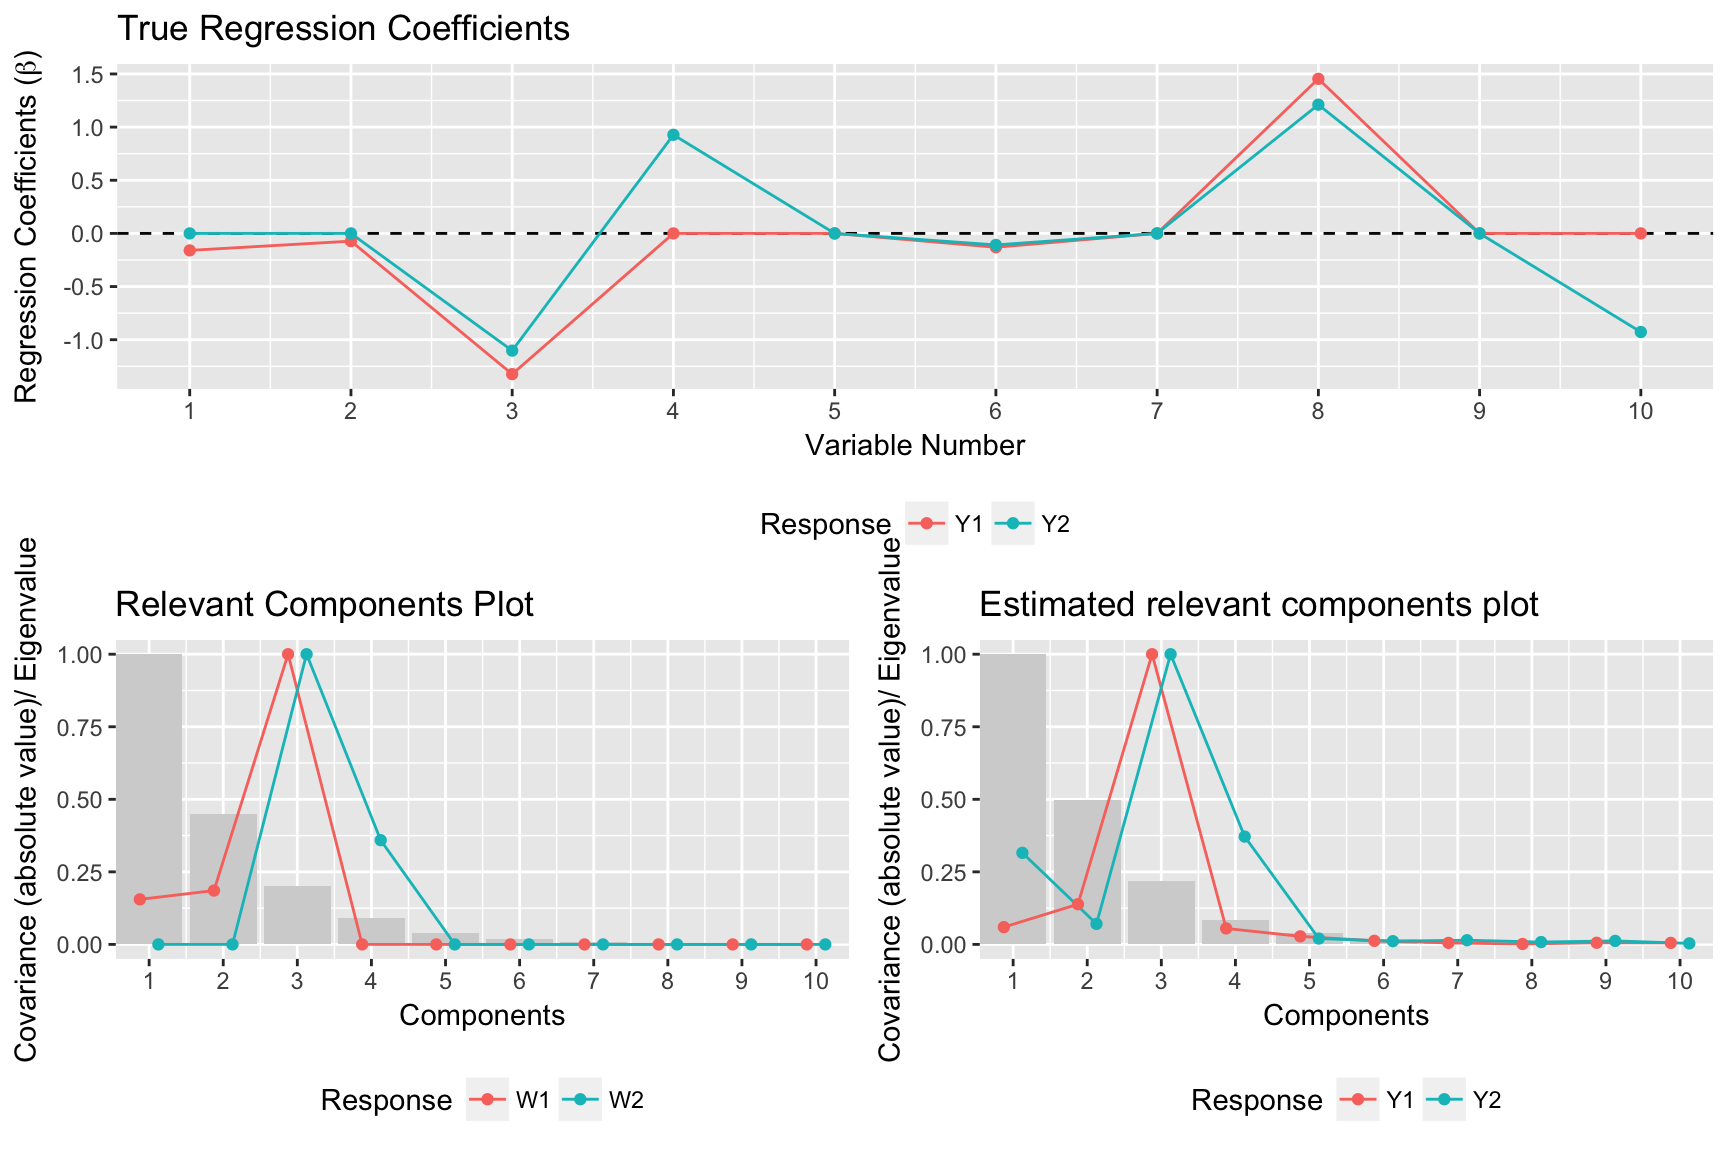 True Regression Coefficients
Regression Coefficients (β)
1.5
1.0
0.5
0.0
-0.5
-1.0
1 2 3 4 5 6 7 8 9 10
Variable Number
Response Y1 Y2
Relevant Components Plot
Covariance (absolute value)/ Eigenvalue
1.00
0.75
0.50
0.25
0.00
1 2 3 4 5 6 7 8 9 10
Components
Response W1 W2
Estimated relevant components plot
Covariance (absolute value)/ Eigenvalue
1.00
0.75
0.50
0.25
0.00
1 2 3 4 5 6 7 8 9 10
Components
Response Y1 Y2